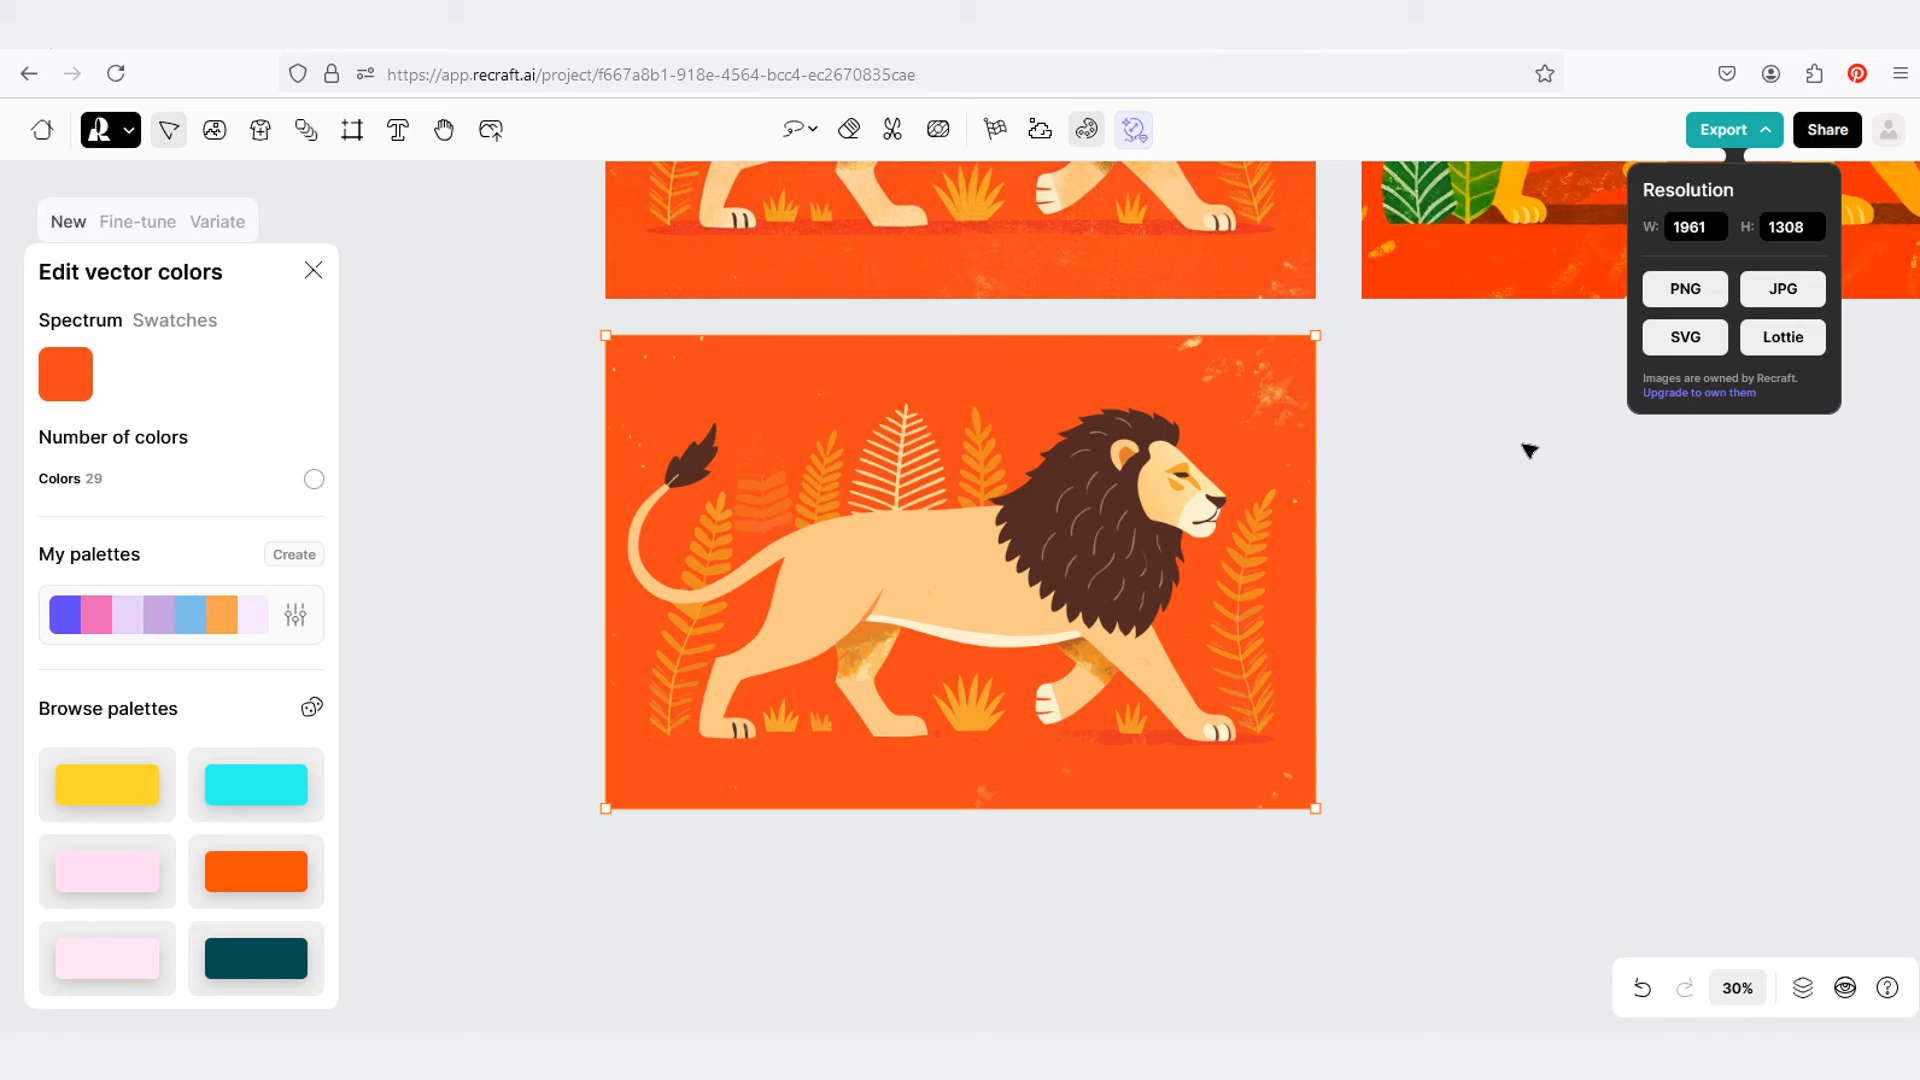 https://app.recraft.ai/project/f667a8b1-918e-4564-bcc4-ec2670835cae
Export
Share
Resolution
W: 1961 H: 1308
PNG JPG
SVG Lottie
Images are owned by Recraft.
Upgrade to own them
New Fine-tune Variate
Edit vector colors
Spectrum Swatches
Number of colors
Colors 29
My palettes
Create
Browse palettes
30%